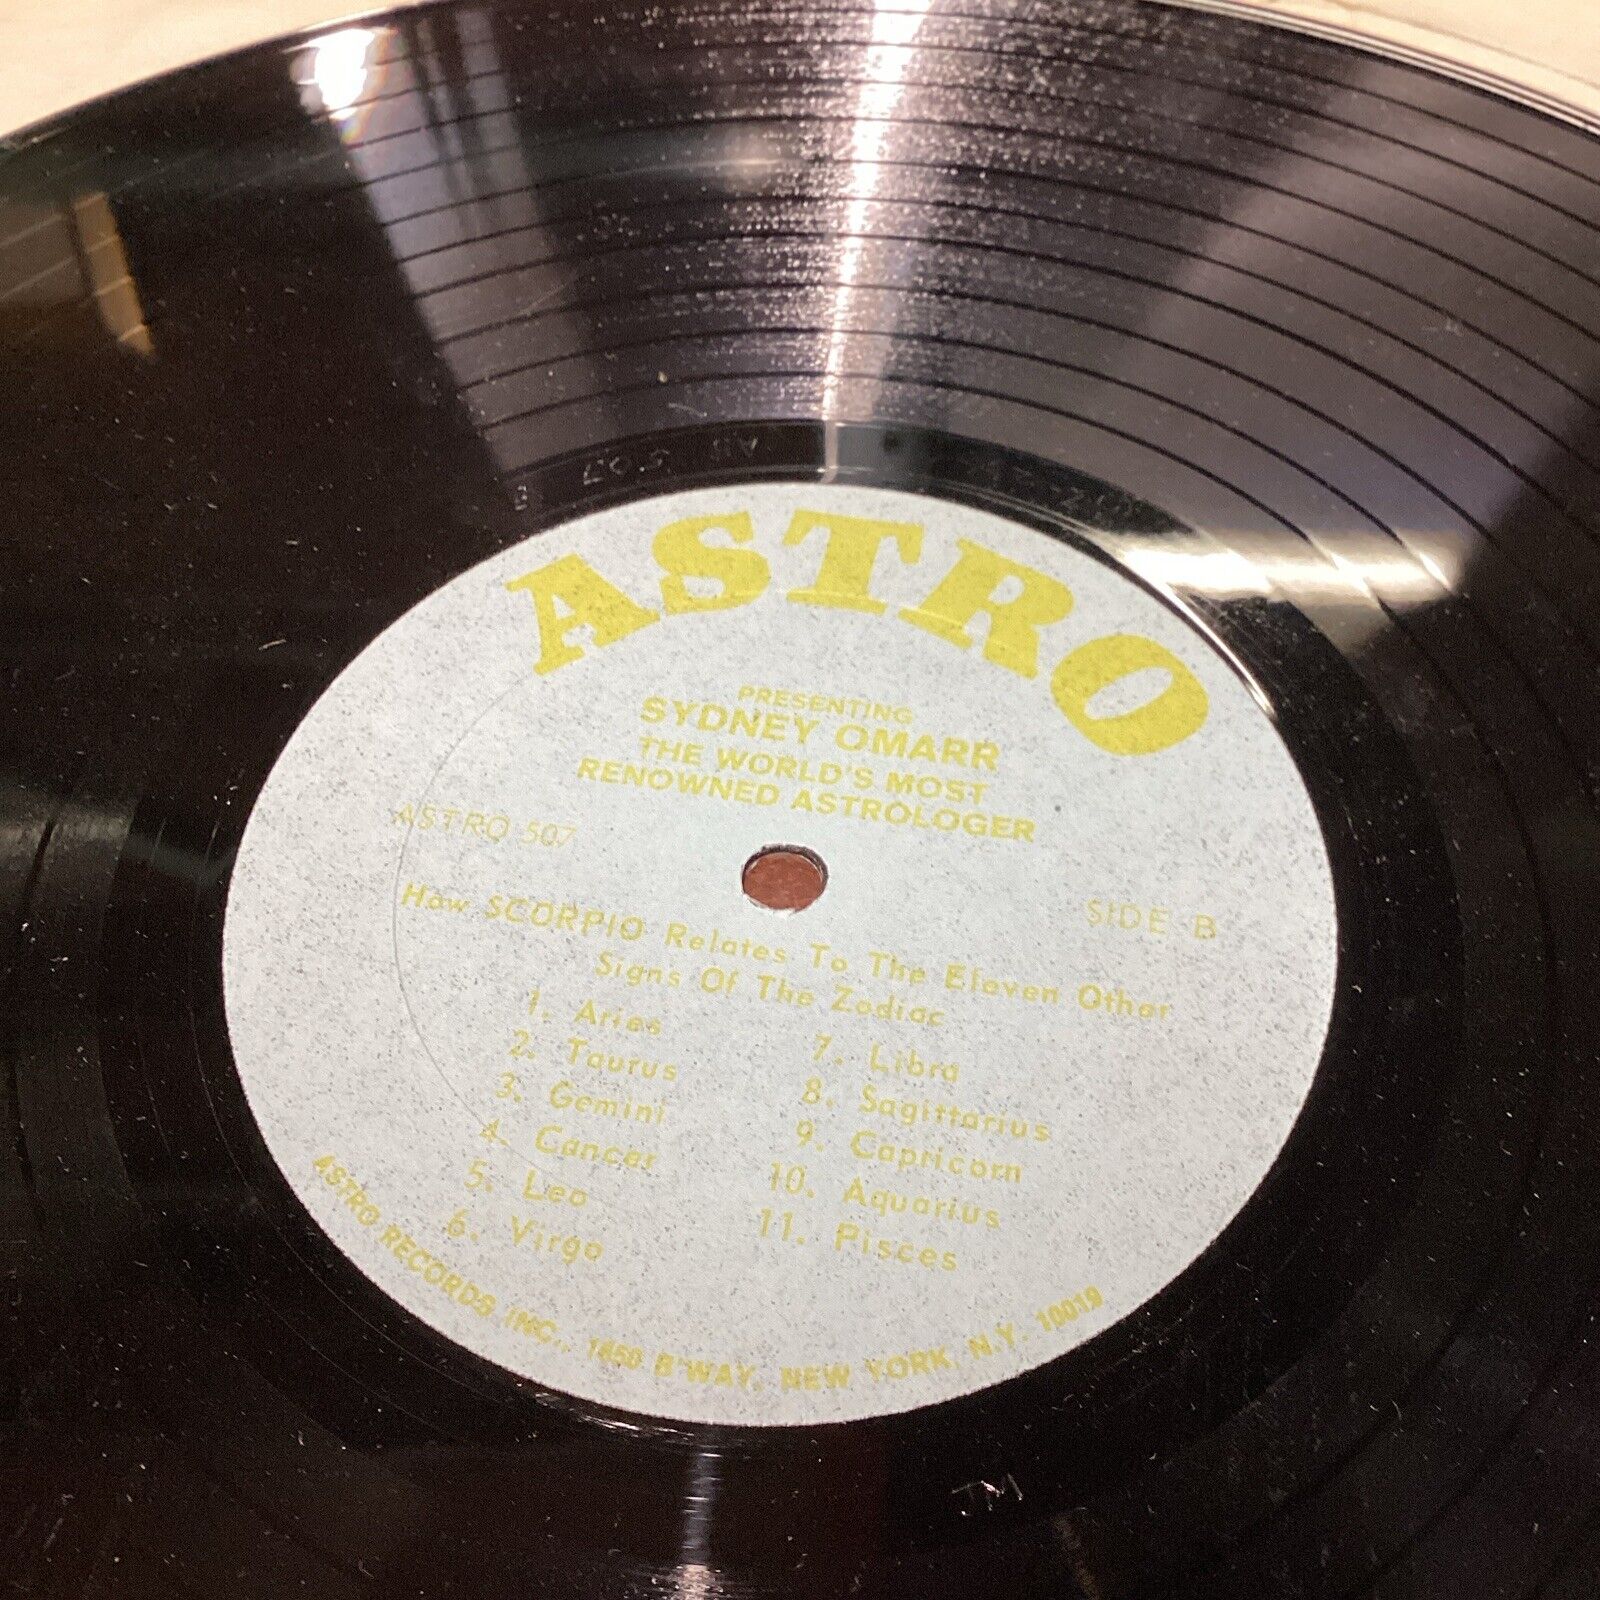 ASTRO
PRESENTING
SYDNEY OMARR
THE WORLD'S MOST
RENOWNED ASTROLOGER
ASTRO 507
SIDE B
How SCORPIO Relates To The Eleven Other
Signs Of The Zodiac
1. Aries
2. Taurus
3. Gemini
4. Cancer
5. Leo
6. Virgo
7. Libra
8. Sagittarius
9. Capricorn
10. Aquarius
11. Pisces
ASTRO RECORDS INC., 1650 B'WAY, NEW YORK, N.Y. 10019
TM